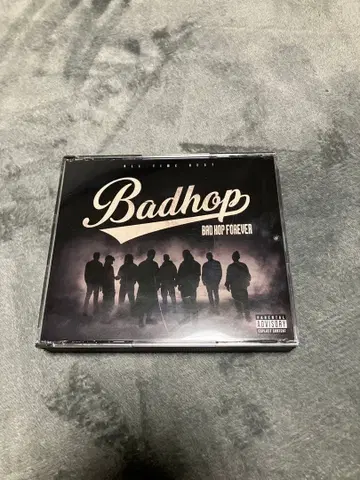 ALL TIME BEST
Badhop
BAD HOP FOREVER
PARENTAL
ADVISORY
EXPLICIT CONTENT